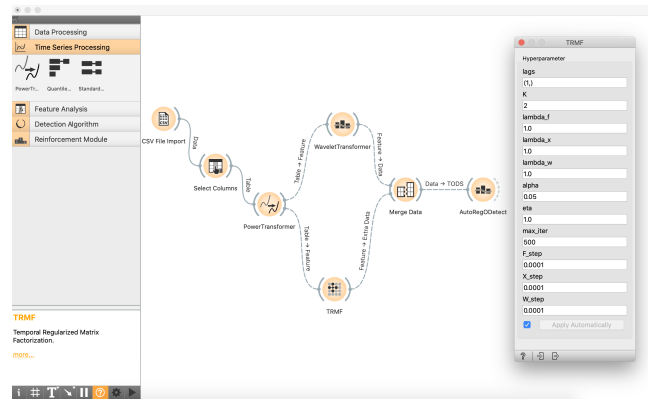 Data Processing
Time Series Processing
PowerTr... Quantile... Standard...
Feature Analysis
Detection Algorithm
Reinforcement Module
TRMF
Temporal Regularized Matrix
Factorization.
more...
CSV File Import
Data
Select Columns
Table
PowerTransformer
Table → Feature
WaveletTransformer
Feature → Data
Table → Feature
TRMF
Feature → Extra Data
Merge Data
Data → TODS
AutoRegODetect
TRMF
Hyperparameter
lags
(1,)
K
2
lambda_f
1.0
lambda_x
1.0
lambda_w
1.0
alpha
0.05
eta
1.0
max_iter
500
F_step
0.0001
X_step
0.0001
W_step
0.0001
Apply Automatically